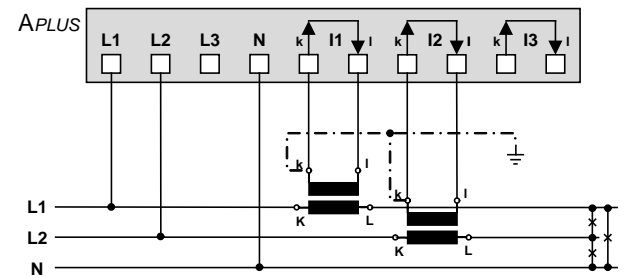 APLUS
L1 L2 L3 N k I1 l k I2 l k I3 l
k l
k l
L1 K L
L2 K L
N